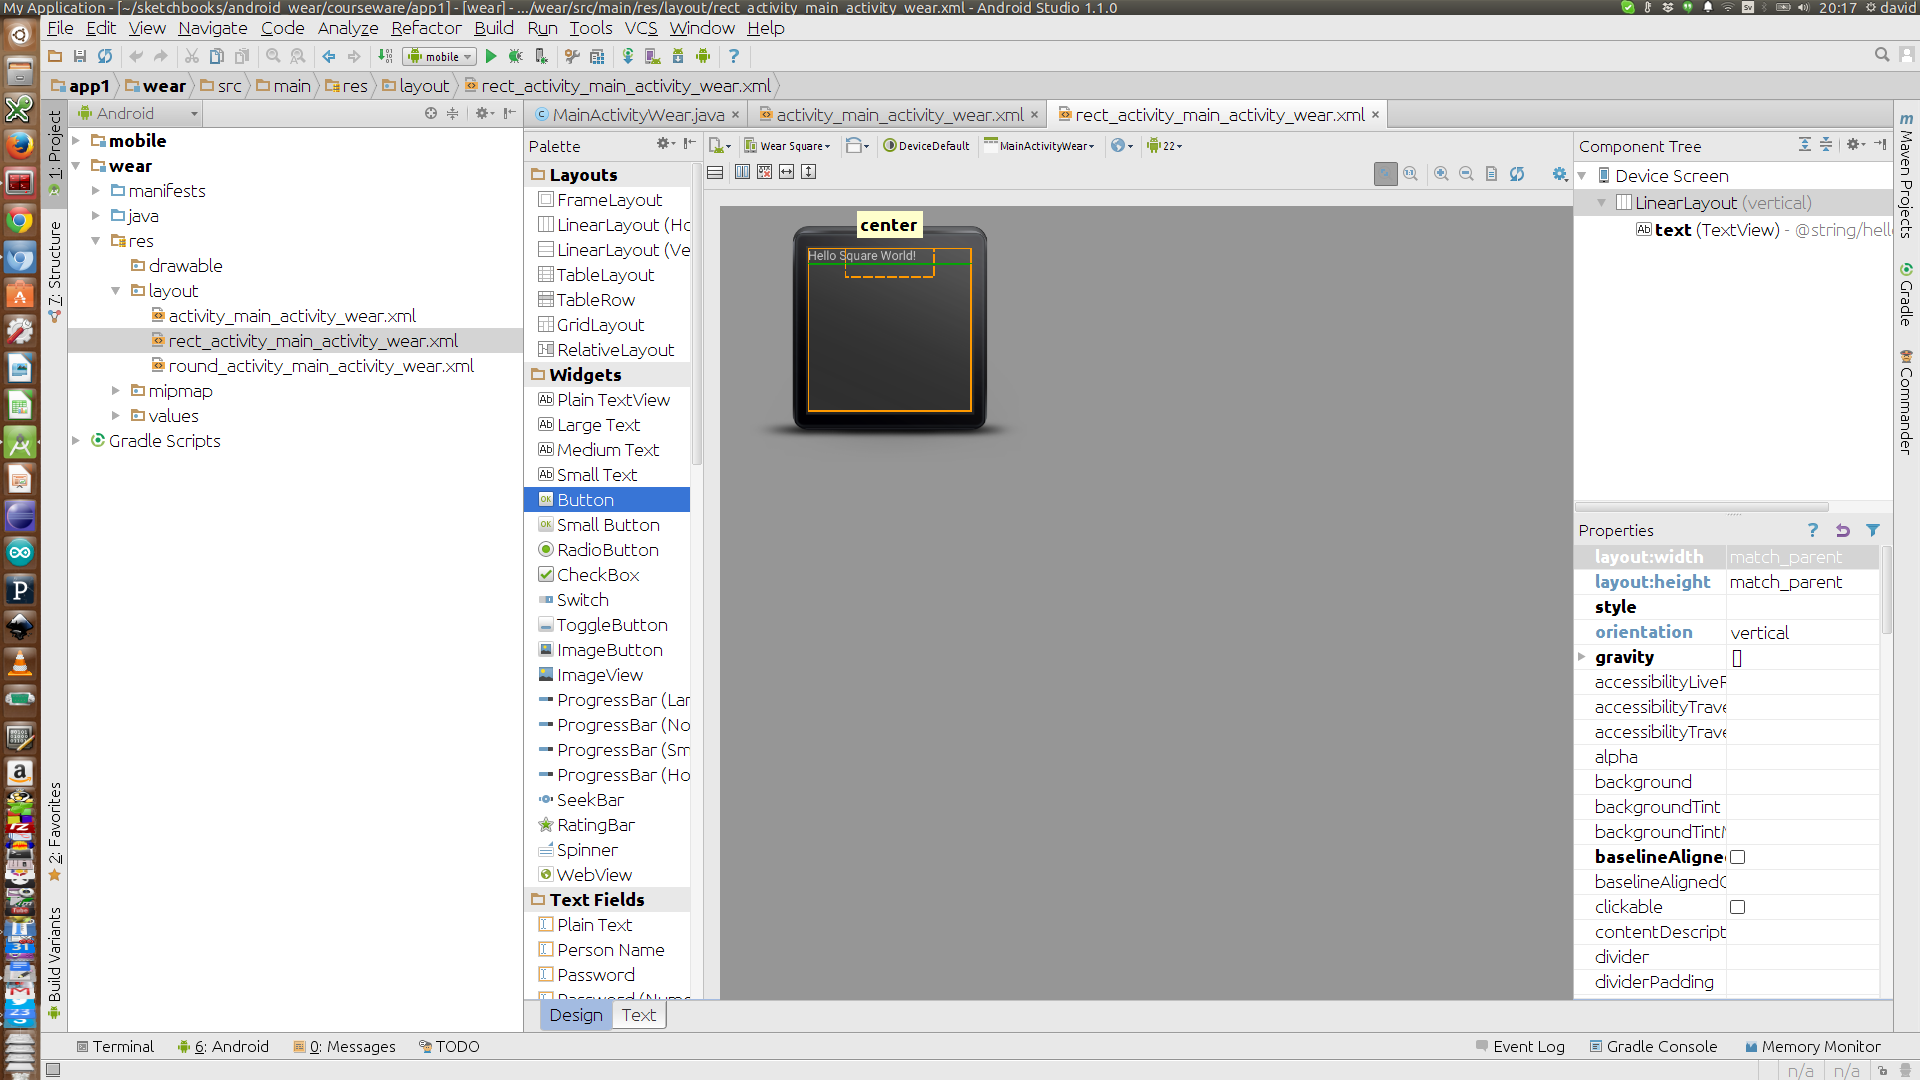 My Application - [~/sketchbooks/android_wear/courseware/app1] - [wear] - .../wear/src/main/res/layout/rect_activity_main_activity_wear.xml - Android Studio 1.1.0
20:17 david
File Edit View Navigate Code Analyze Refactor Build Run Tools VCS Window Help
mobile
app1 wear src main res layout rect_activity_main_activity_wear.xml
Android
MainActivityWear.java
activity_main_activity_wear.xml
rect_activity_main_activity_wear.xml
1: Project
7: Structure
2: Favorites
Build Variants
mobile
wear
manifests
java
res
drawable
layout
activity_main_activity_wear.xml
rect_activity_main_activity_wear.xml
round_activity_main_activity_wear.xml
mipmap
values
Gradle Scripts
Palette
Layouts
FrameLayout
LinearLayout (Ho
LinearLayout (Ve
TableLayout
TableRow
GridLayout
RelativeLayout
Widgets
Plain TextView
Large Text
Medium Text
Small Text
Button
Small Button
RadioButton
CheckBox
Switch
ToggleButton
ImageButton
ImageView
ProgressBar (Lar
ProgressBar (No
ProgressBar (Sm
ProgressBar (Ho
SeekBar
RatingBar
Spinner
WebView
Text Fields
Plain Text
Person Name
Password
Design Text
Wear Square DeviceDefault MainActivityWear 22
center
Hello Square World!
Component Tree
Device Screen
LinearLayout (vertical)
text (TextView) - @string/hell
Properties
layout:width match_parent
layout:height match_parent
style
orientation vertical
gravity []
accessibilityLiveR
accessibilityTrave
accessibilityTrave
alpha
background
backgroundTint
backgroundTintM
baselineAligned
baselineAlignedC
clickable
contentDescript
divider
dividerPadding
Maven Projects
Gradle
Commander
Terminal 6: Android 0: Messages TODO
Event Log Gradle Console Memory Monitor
n/a n/a